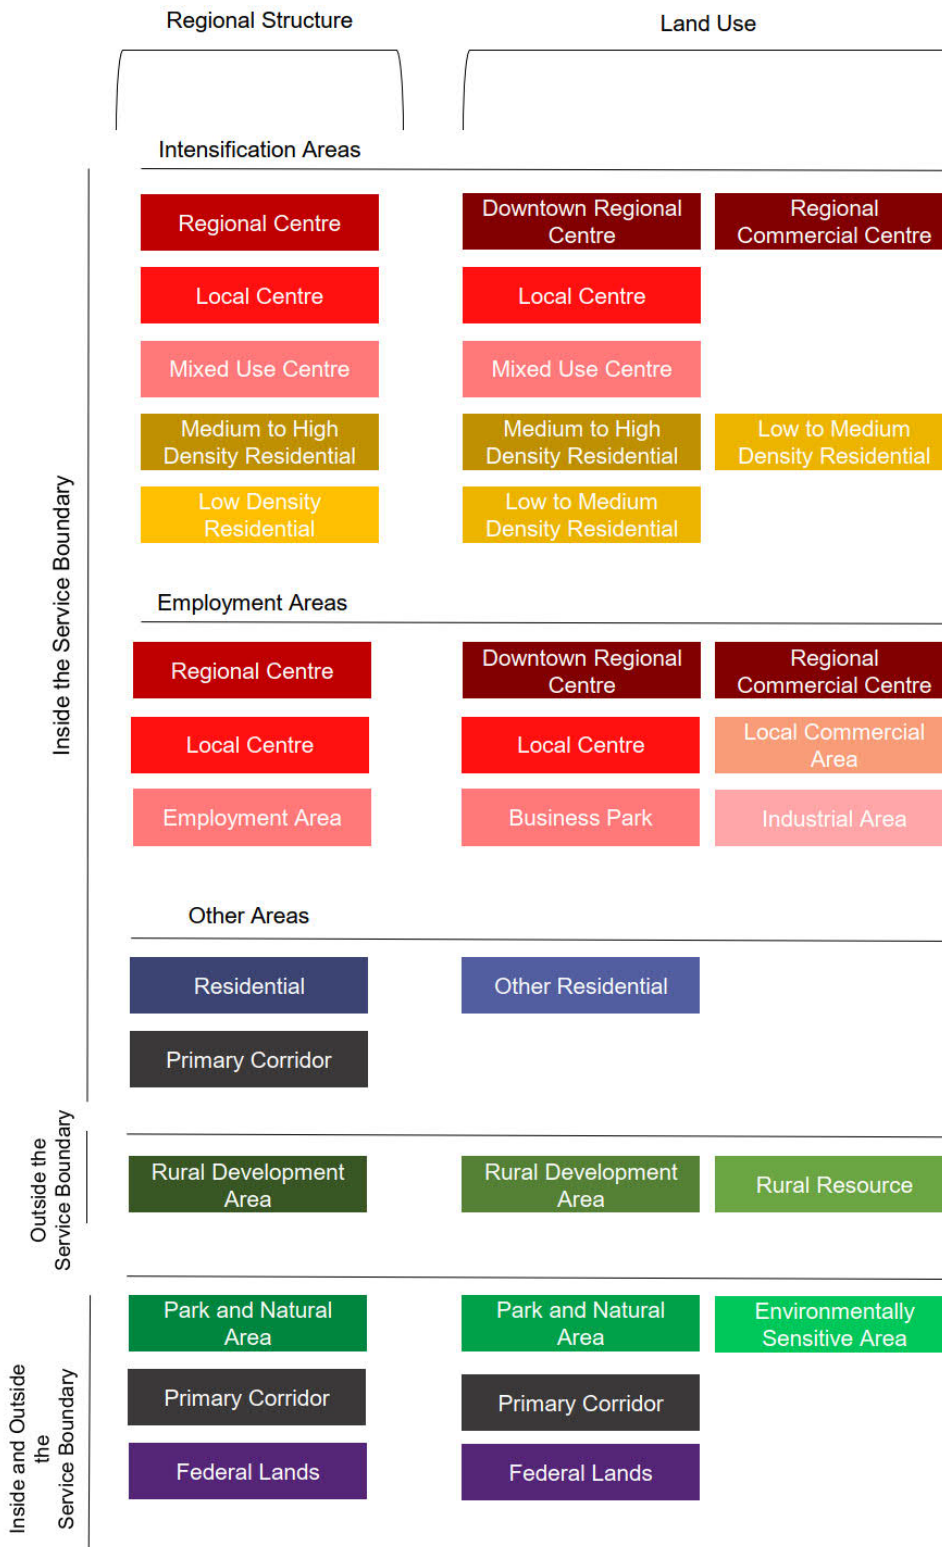 Regional Structure
Land Use
Intensification Areas
Inside the Service Boundary
Regional Centre
Downtown Regional
Centre
Regional
Commercial Centre
Local Centre
Local Centre
Mixed Use Centre
Mixed Use Centre
Medium to High
Density Residential
Medium to High
Density Residential
Low to Medium
Density Residential
Low Density
Residential
Low to Medium
Density Residential
Employment Areas
Regional Centre
Downtown Regional
Centre
Regional
Commercial Centre
Local Centre
Local Centre
Local Commercial
Area
Employment Area
Business Park
Industrial Area
Other Areas
Residential
Other Residential
Primary Corridor
Outside the
Service Boundary
Rural Development
Area
Rural Development
Area
Rural Resource
Inside and Outside
the
Service Boundary
Park and Natural
Area
Park and Natural
Area
Environmentally
Sensitive Area
Primary Corridor
Primary Corridor
Federal Lands
Federal Lands